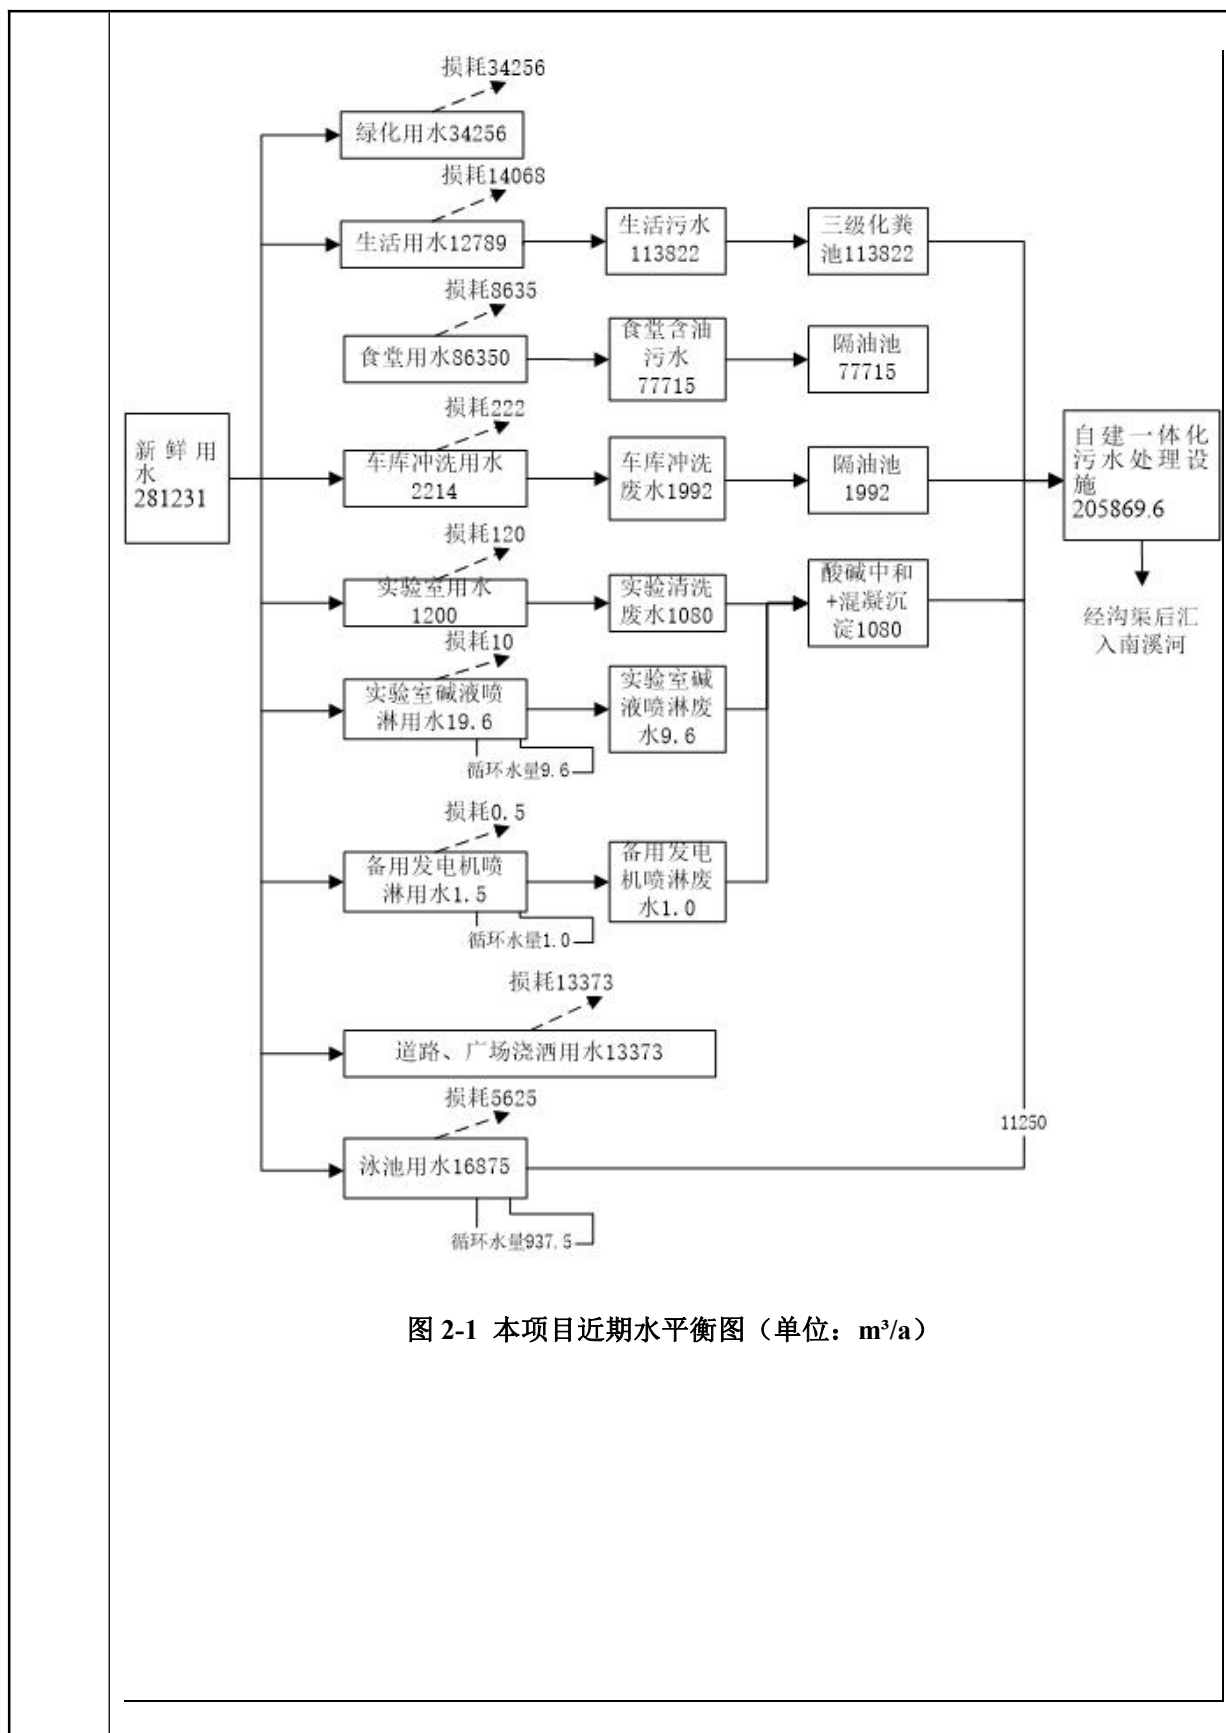 损耗34256
绿化用水34256
损耗14068
生活用水12789
生活污水
113822
三级化粪
池113822
损耗8635
食堂用水86350
食堂含油
污水
77715
隔油池
77715
新鲜用
水
281231
损耗222
车库冲洗用水
2214
车库冲洗
废水1992
隔油池
1992
自建一体化
污水处理设
施
205869.6
经沟渠后汇
入南溪河
损耗120
实验室用水
1200
实验清洗
废水1080
酸碱中和
+混凝沉
淀1080
损耗10
实验室碱液喷
淋用水19.6
循环水量9.6
实验室碱
液喷淋废
水9.6
损耗0.5
备用发电机喷
淋用水1.5
循环水量1.0
备用发电
机喷淋废
水1.0
损耗13373
道路、广场浇洒用水13373
损耗5625
泳池用水16875
循环水量937.5
11250
图 2-1 本项目近期水平衡图（单位：m³/a）